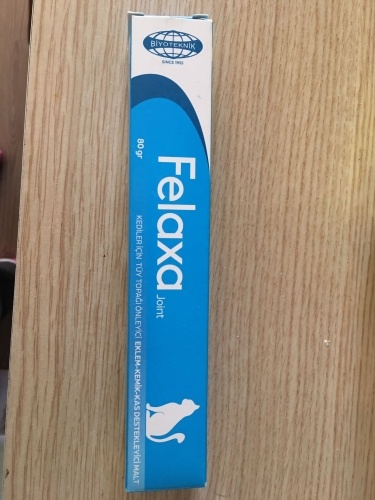 BİYOTEKNİK
SINCE 1993
80 gr
Felaxa
Joint
KEDİLER İÇİN TÜY TOPAĞI ÖNLEYİCİ EKLEM-KEMİK-KAS DESTEKLEYİCİ MALT